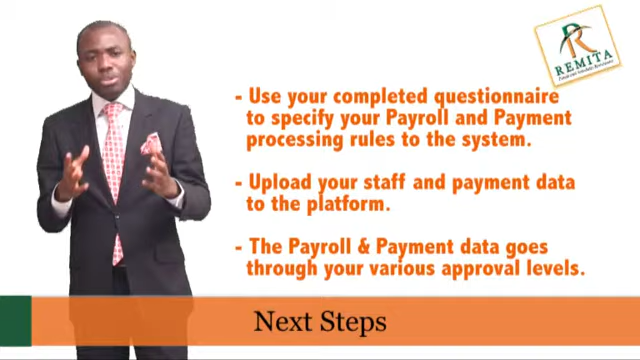 REMITA
- Use your completed questionnaire
to specify your Payroll and Payment
processing rules to the system.
- Upload your staff and payment data
to the platform.
- The Payroll & Payment data goes
through your various approval levels.
Next Steps